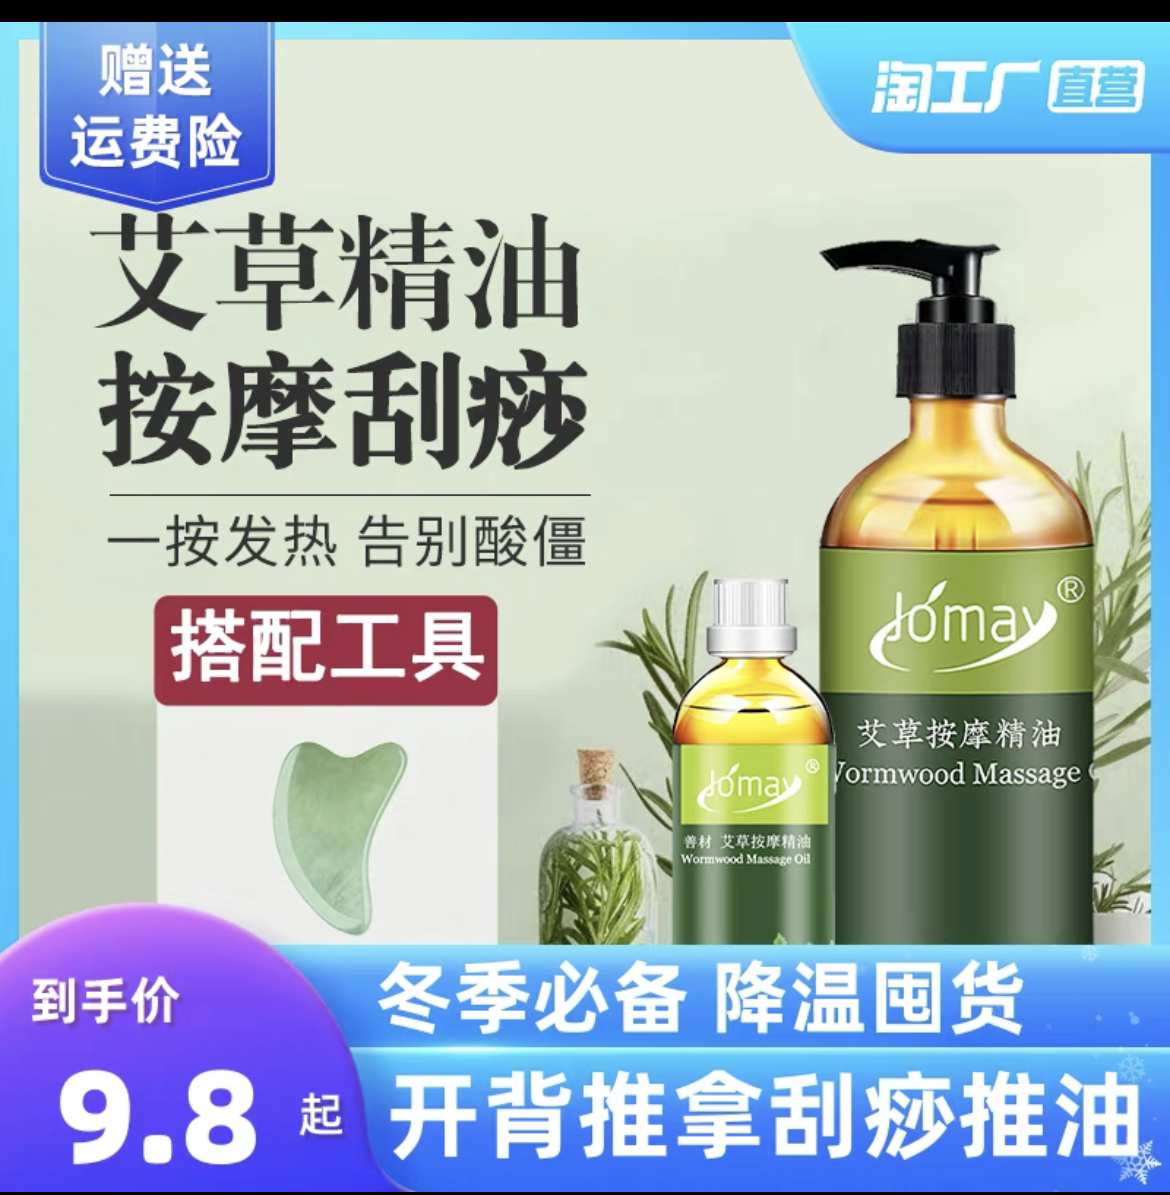 赠送
运费险
淘工厂 直营
艾草精油
按摩刮痧
一按发热 告别酸僵
搭配工具
Jomay®
艾草按摩精油
Wormwood Massage
Jomay®
善材 艾草按摩精油
Wormwood Massage Oil
到手价
9.8 起
冬季必备 降温囤货
开背推拿刮痧推油